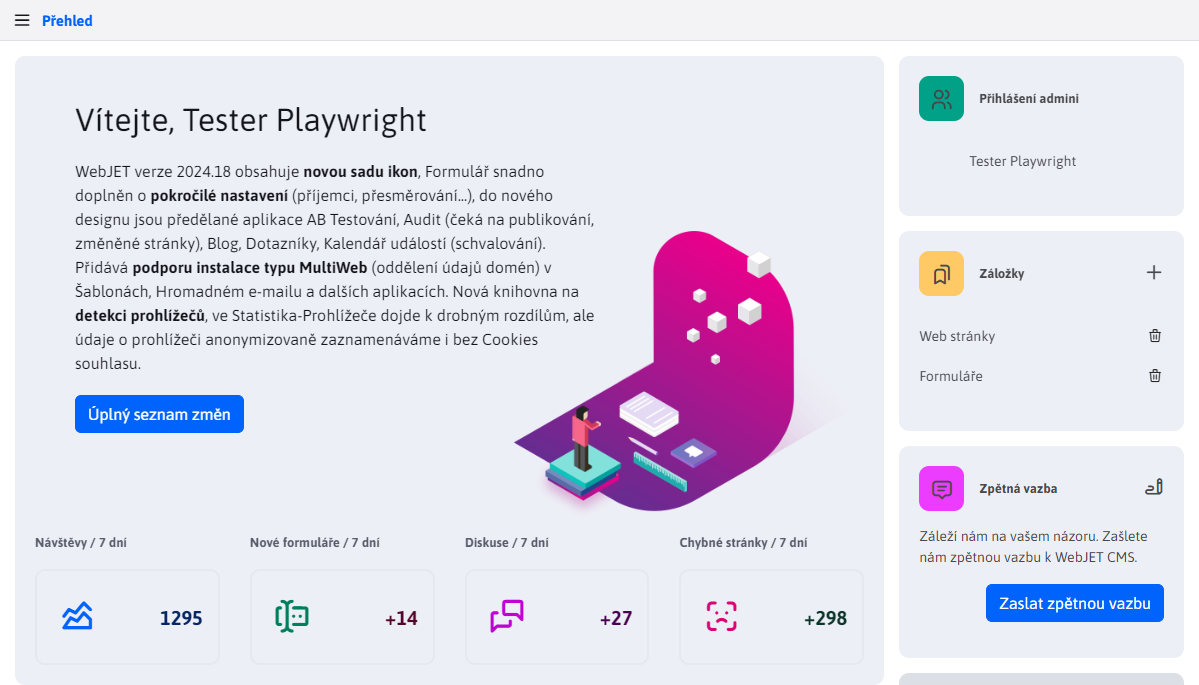 Přehled
Vítejte, Tester Playwright
WebJET verze 2024.18 obsahuje novou sadu ikon, Formulář snadno
doplněn o pokročilé nastavení (příjemci, přesměrování...), do nového
designu jsou předělané aplikace AB Testování, Audit (čeká na publikování,
změněné stránky), Blog, Dotazníky, Kalendář událostí (schvalování).
Přidává podporu instalace typu MultiWeb (oddělení údajů domén) v
Šablonách, Hromadném e-mailu a dalších aplikacích. Nová knihovna na
detekci prohlížečů, ve Statistika-Prohlížeče dojde k drobným rozdílům, ale
údaje o prohlížeči anonymizovaně zaznamenáváme i bez Cookies
souhlasu.
Úplný seznam změn
Návštěvy / 7 dní
1295
Nové formuláře / 7 dní
+14
Diskuse / 7 dní
+27
Chybné stránky / 7 dní
+298
Přihlášení admini
Tester Playwright
Záložky
Web stránky
Formuláře
Zpětná vazba
Záleží nám na vašem názoru. Zašlete
nám zpětnou vazbu k WebJET CMS.
Zaslat zpětnou vazbu